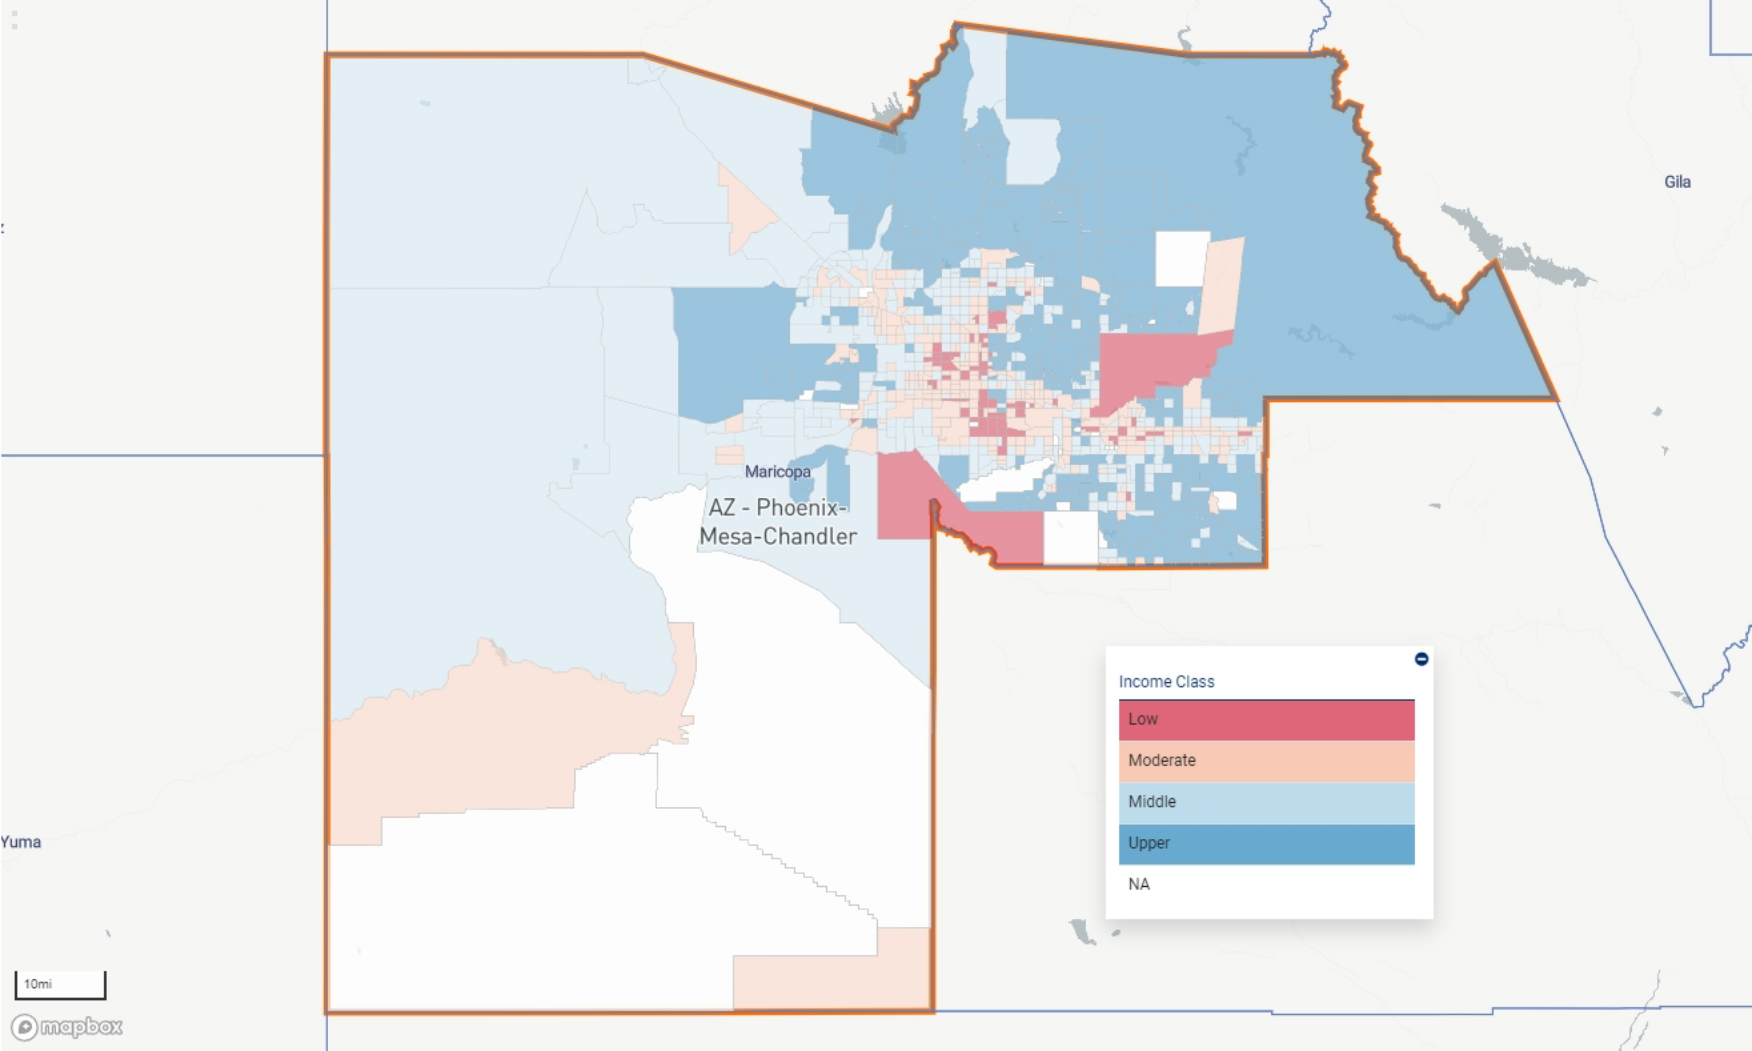 Gila
Maricopa
AZ - Phoenix-
Mesa-Chandler
Income Class
Low
Moderate
Middle
Upper
NA
Yuma
10mi
mapbox